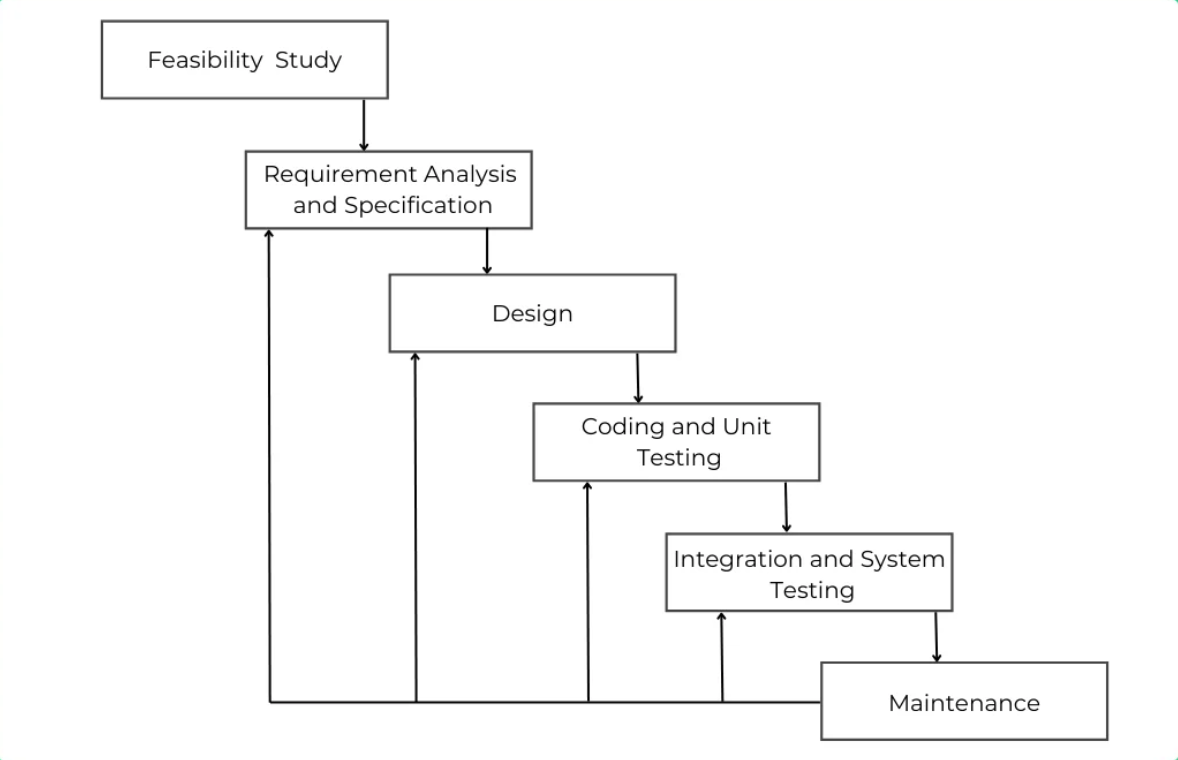 Feasibility Study
Requirement Analysis
and Specification
Design
Coding and Unit
Testing
Integration and System
Testing
Maintenance